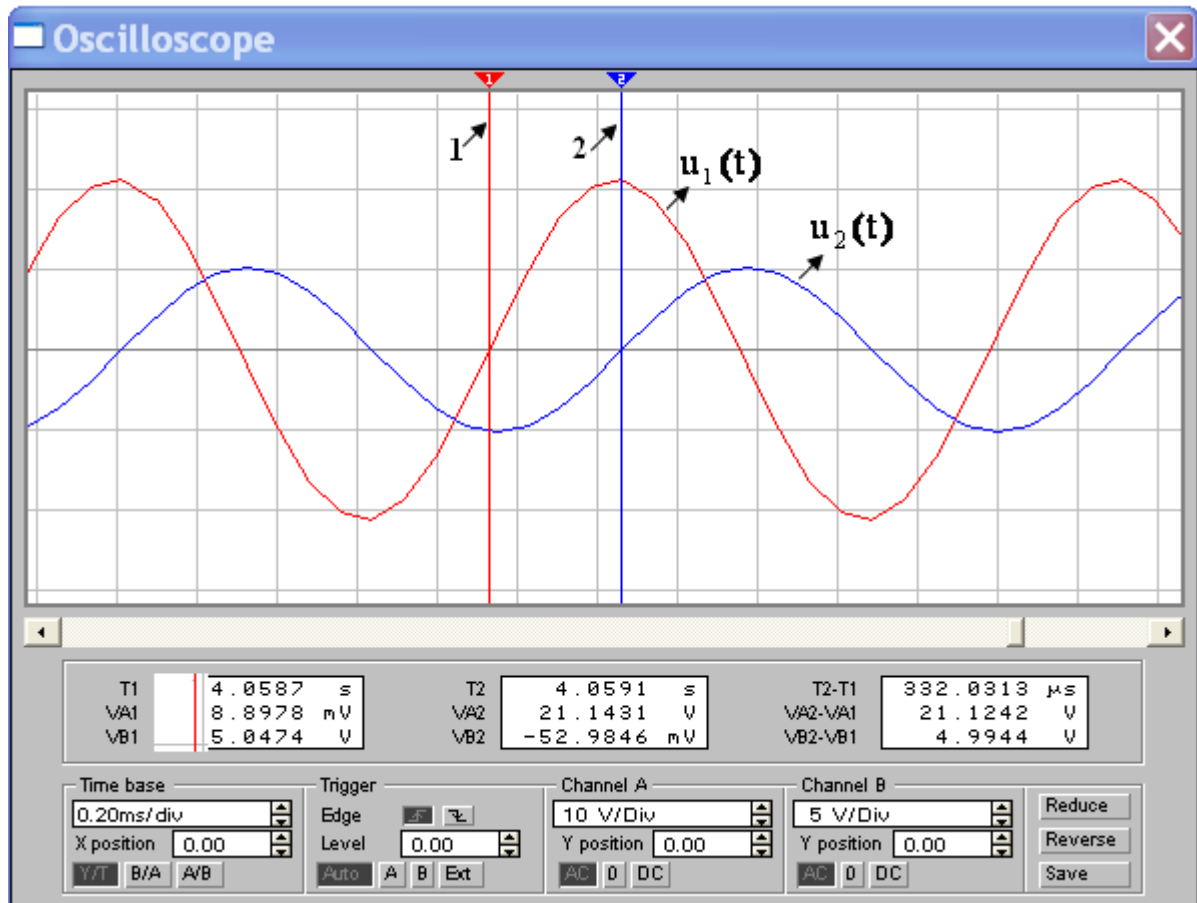 Oscilloscope
1 2
1 2 u1(t)
u2(t)
T1 4.0587 s T2 4.0591 s T2-T1 332.0313 µs
VA1 8.8978 mV VA2 21.1431 V VA2-VA1 21.1242 V
VB1 5.0474 V VB2 -52.9846 mV VB2-VB1 4.9944 V
Time base Trigger Channel A Channel B
0.20ms/div Edge 10 V/Div 5 V/Div Reduce
X position 0.00 Level 0.00 Y position 0.00 Y position 0.00 Reverse
Y/T B/A A/B Auto A B Ext AC 0 DC AC 0 DC Save